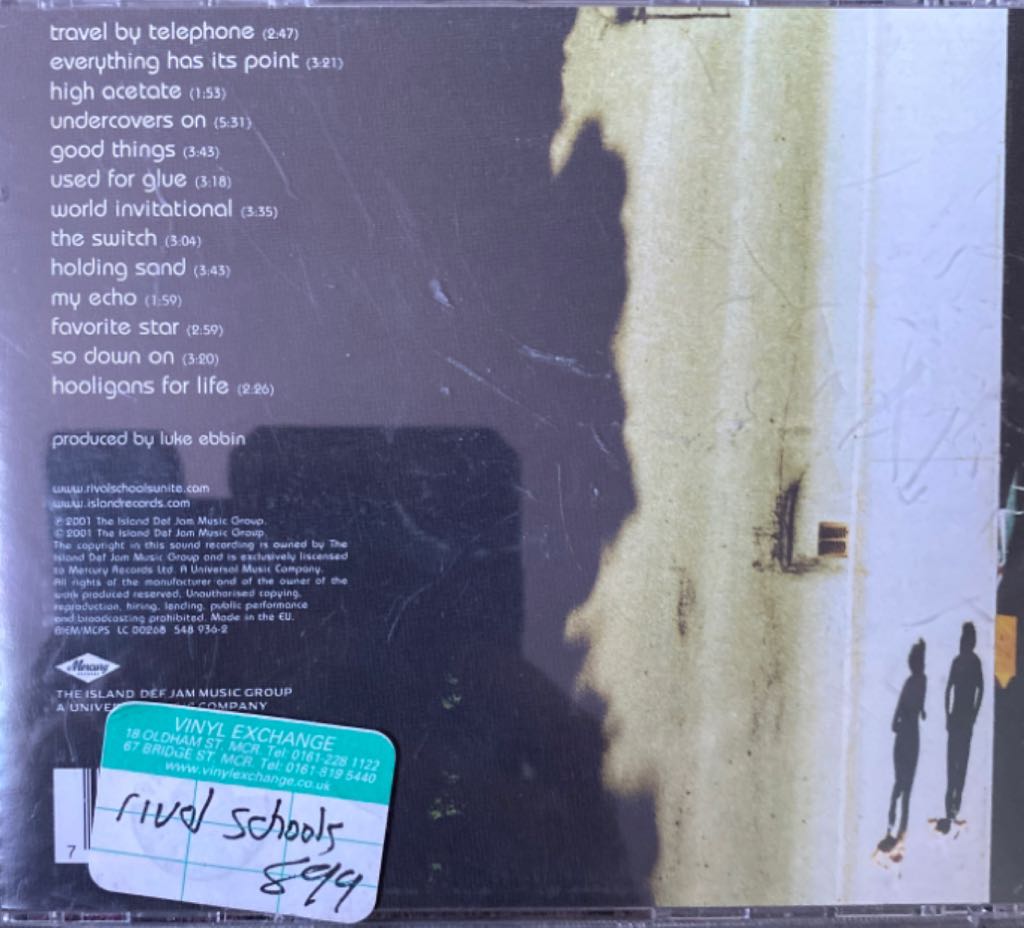 travel by telephone (2:47)
everything has its point (3:21)
high acetate (1:53)
undercovers on (5:31)
good things (3:43)
used for glue (3:18)
world invitational (3:35)
the switch (3:04)
holding sand (3:43)
my echo (1:59)
favorite star (2:59)
so down on (3:20)
hooligans for life (2:26)
produced by luke ebbin
www.rivalschoolsunite.com
www.islandrecords.com
℗ 2001 The Island Def Jam Music Group.
© 2001 The Island Def Jam Music Group.
The copyright in this sound recording is owned by The
Island Def Jam Music Group and is exclusively liscensed
to Mercury Records Ltd. A Universal Music Company.
All rights of the manufacturer and of the owner of the
work produced reserved. Unauthorised copying,
reproduction, hiring, lending, public performance
and broadcasting prohibited. Made in the EU.
BIEM/MCPS LC 00268 548 936-2
Mercury
THE ISLAND DEF JAM MUSIC GROUP
A COMPANY
VINYL EXCHANGE
18 OLDHAM ST. MCR. Tel: 0161-228 1122
67 BRIDGE ST. MCR. Tel: 0161-819 5440
www.vinylexchange.co.uk
rival schools
899
7